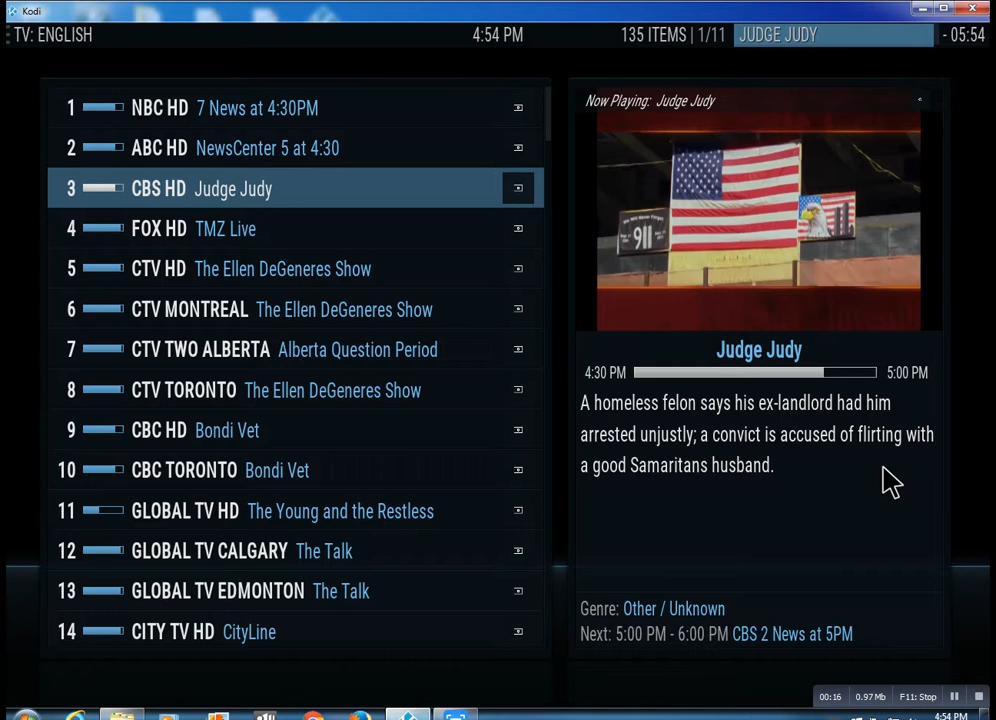 Kodi
TV: ENGLISH
4:54 PM
135 ITEMS | 1/11
JUDGE JUDY
- 05:54
1 NBC HD 7 News at 4:30PM
2 ABC HD NewsCenter 5 at 4:30
3 CBS HD Judge Judy
4 FOX HD TMZ Live
5 CTV HD The Ellen DeGeneres Show
6 CTV MONTREAL The Ellen DeGeneres Show
7 CTV TWO ALBERTA Alberta Question Period
8 CTV TORONTO The Ellen DeGeneres Show
9 CBC HD Bondi Vet
10 CBC TORONTO Bondi Vet
11 GLOBAL TV HD The Young and the Restless
12 GLOBAL TV CALGARY The Talk
13 GLOBAL TV EDMONTON The Talk
14 CITY TV HD CityLine
Now Playing: Judge Judy
911
Judge Judy
4:30 PM
5:00 PM
A homeless felon says his ex-landlord had him
arrested unjustly; a convict is accused of flirting with
a good Samaritans husband.
Genre: Other / Unknown
Next: 5:00 PM - 6:00 PM CBS 2 News at 5PM
00:16
0.97 Mb
F11: Stop
4:54 PM